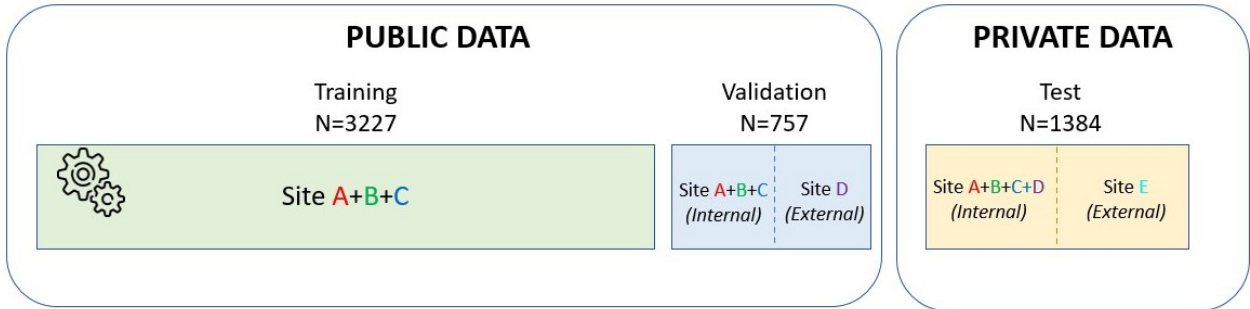 PUBLIC DATA
Training
N=3227
Site A+B+C
Validation
N=757
Site A+B+C
(Internal)
Site D
(External)
PRIVATE DATA
Test
N=1384
Site A+B+C+D
(Internal)
Site E
(External)